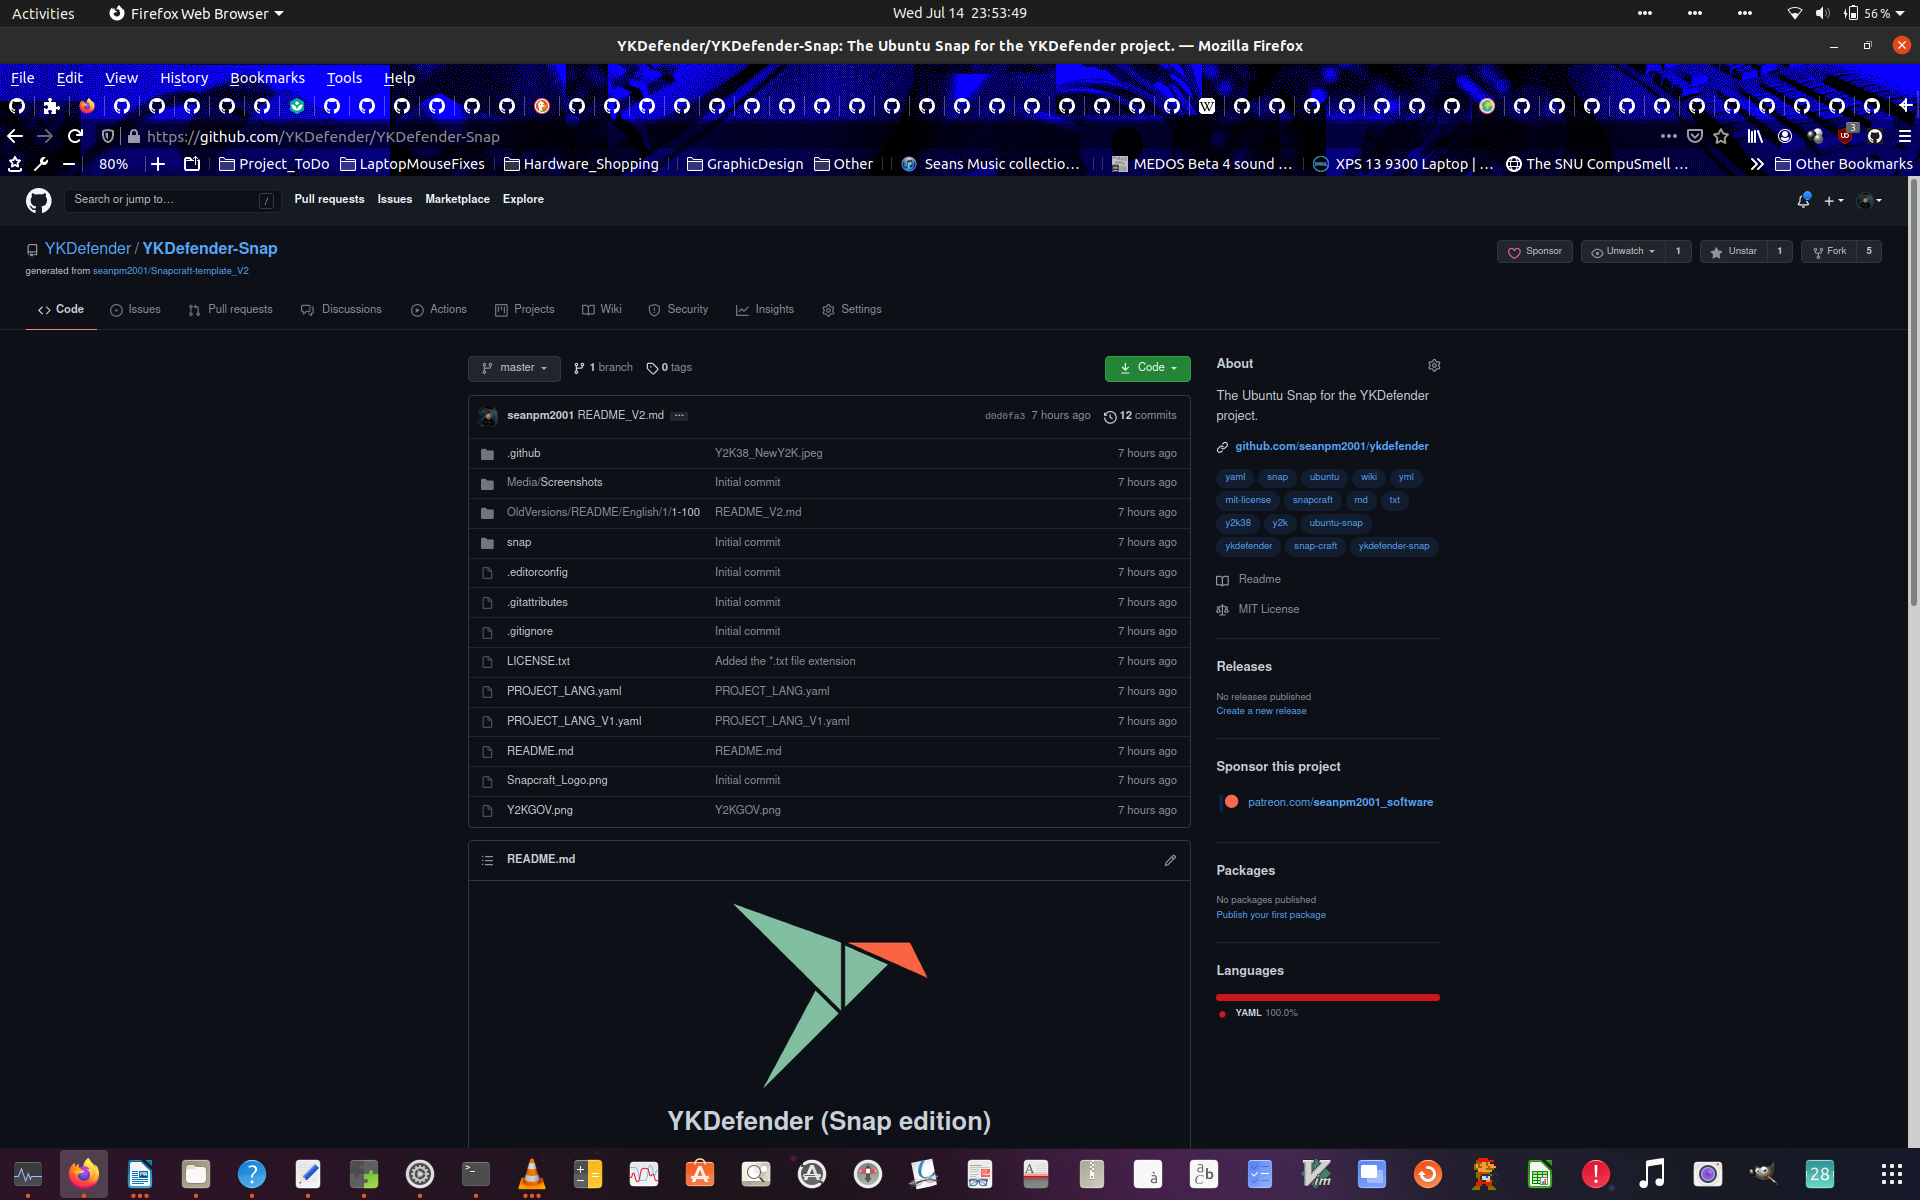 Activities Firefox Web Browser Wed Jul 14 23:53:49 56 %
YKDefender/YKDefender-Snap: The Ubuntu Snap for the YKDefender project. — Mozilla Firefox
File Edit View History Bookmarks Tools Help
https://github.com/YKDefender/YKDefender-Snap 3
80% Project_ToDo LaptopMouseFixes Hardware_Shopping GraphicDesign Other Seans Music collectio… MEDOS Beta 4 sound … XPS 13 9300 Laptop | … The SNU CompuSmell … Other Bookmarks
Search or jump to… / Pull requests Issues Marketplace Explore
YKDefender / YKDefender-Snap Sponsor Unwatch 1 Unstar 1 Fork 5
generated from seanpm2001/Snapcraft-template_V2
Code Issues Pull requests Discussions Actions Projects Wiki Security Insights Settings
master 1 branch 0 tags Code
seanpm2001 README_V2.md ... d0d0fa3 7 hours ago 12 commits
.github Y2K38_NewY2K.jpeg 7 hours ago
Media/Screenshots Initial commit 7 hours ago
OldVersions/README/English/1/1-100 README_V2.md 7 hours ago
snap Initial commit 7 hours ago
.editorconfig Initial commit 7 hours ago
.gitattributes Initial commit 7 hours ago
.gitignore Initial commit 7 hours ago
LICENSE.txt Added the *.txt file extension 7 hours ago
PROJECT_LANG.yaml PROJECT_LANG.yaml 7 hours ago
PROJECT_LANG_V1.yaml PROJECT_LANG_V1.yaml 7 hours ago
README.md README.md 7 hours ago
Snapcraft_Logo.png Initial commit 7 hours ago
Y2KGOV.png Y2KGOV.png 7 hours ago
README.md
YKDefender (Snap edition)
About
The Ubuntu Snap for the YKDefender
project.
github.com/seanpm2001/ykdefender
yaml snap ubuntu wiki yml
mit-license snapcraft md txt
y2k38 y2k ubuntu-snap
ykdefender snap-craft ykdefender-snap
Readme
MIT License
Releases
No releases published
Create a new release
Sponsor this project
patreon.com/seanpm2001_software
Packages
No packages published
Publish your first package
Languages
YAML 100.0%
28